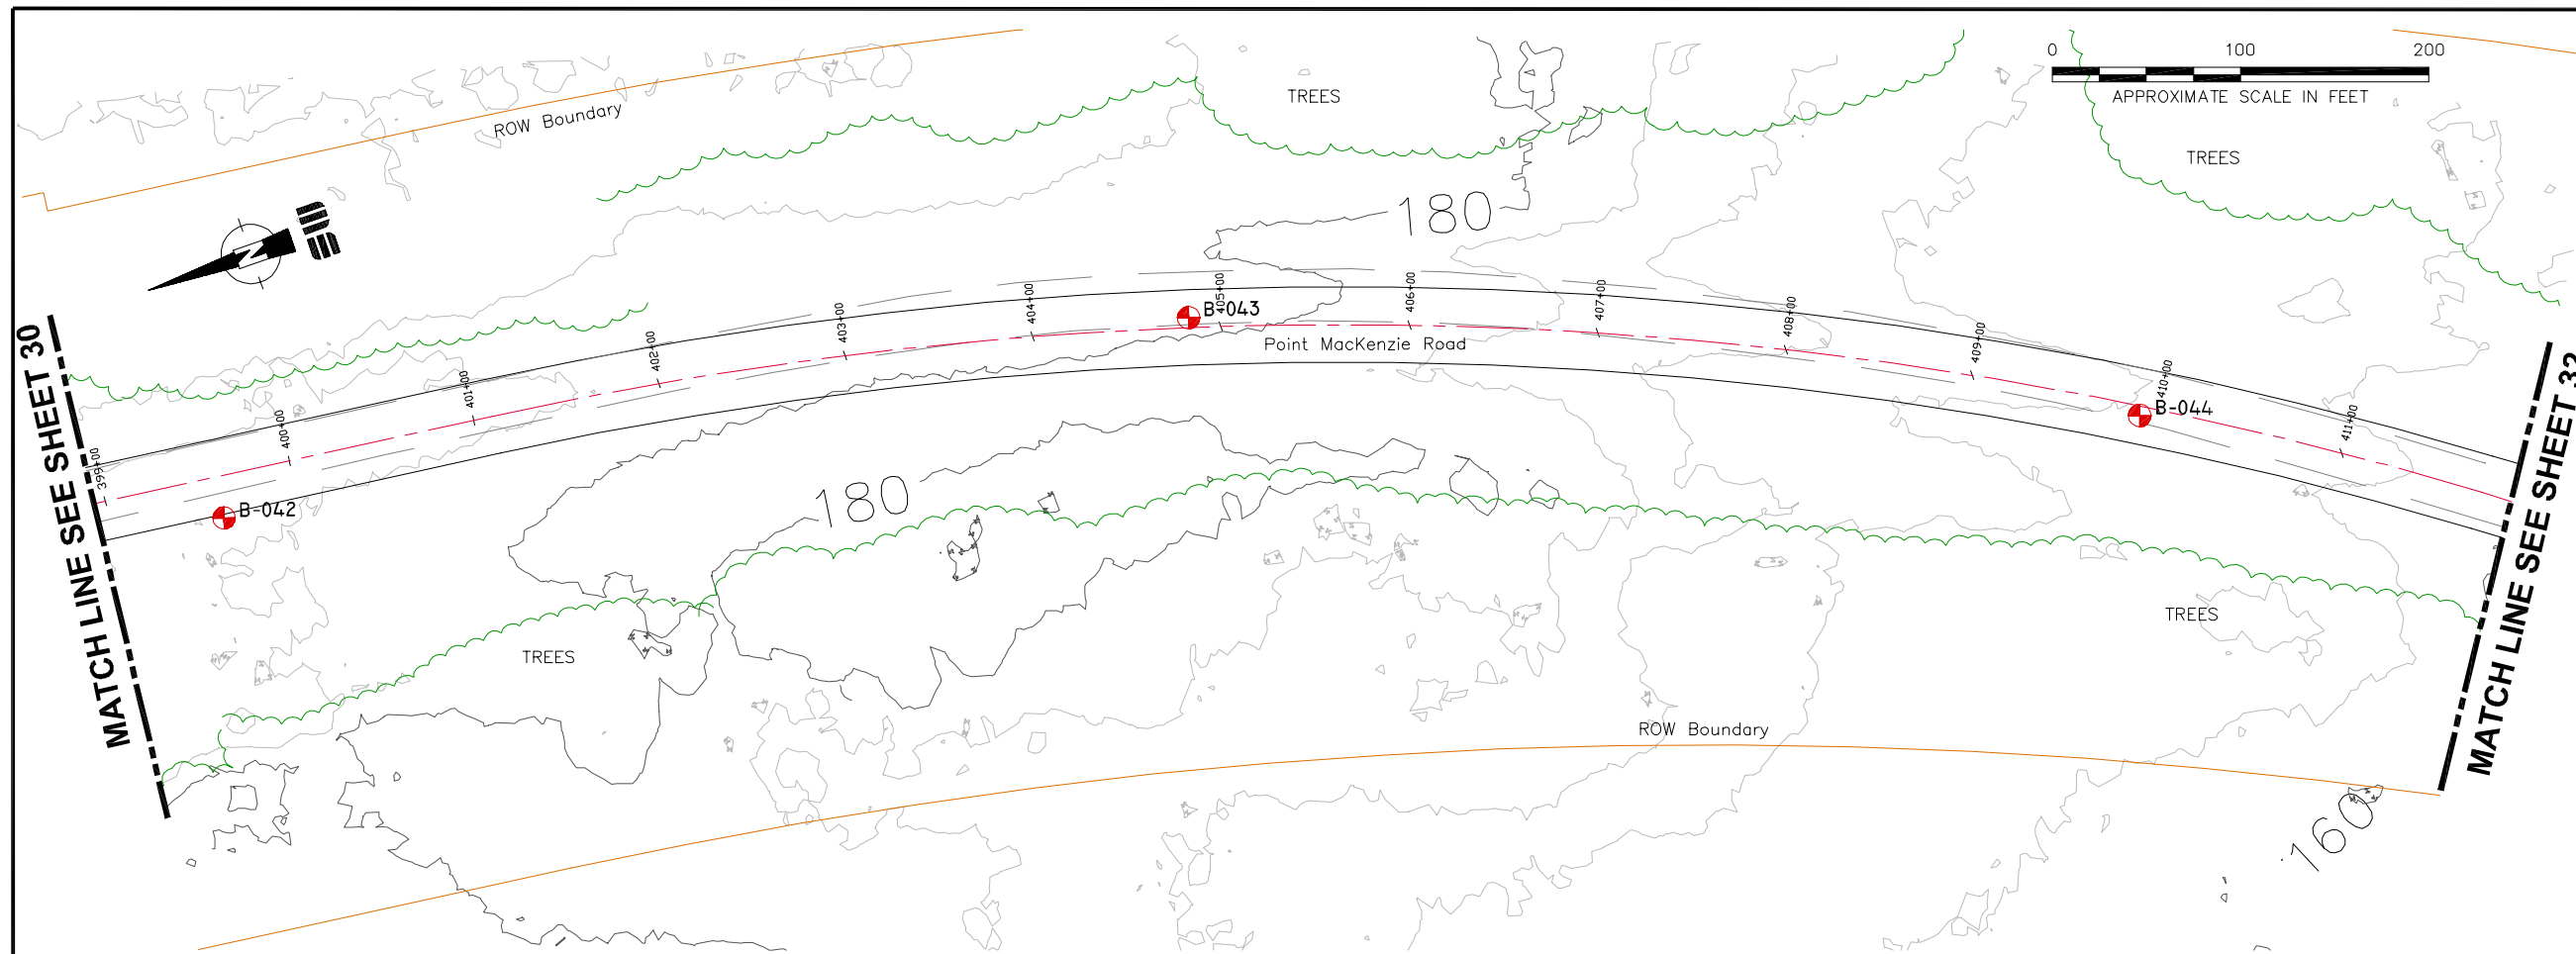 0 100 200
APPROXIMATE SCALE IN FEET
TREES
TREES
ROW Boundary
180
N
DUS
399+00
400+00
401+00
402+00
403+00
404+00
405+00
406+00
407+00
408+00
409+00
410+00
411+00
B-042
B-043
B-044
Point MacKenzie Road
180
TREES
TREES
ROW Boundary
160
MATCH LINE SEE SHEET 30
MATCH LINE SEE SHEET 32